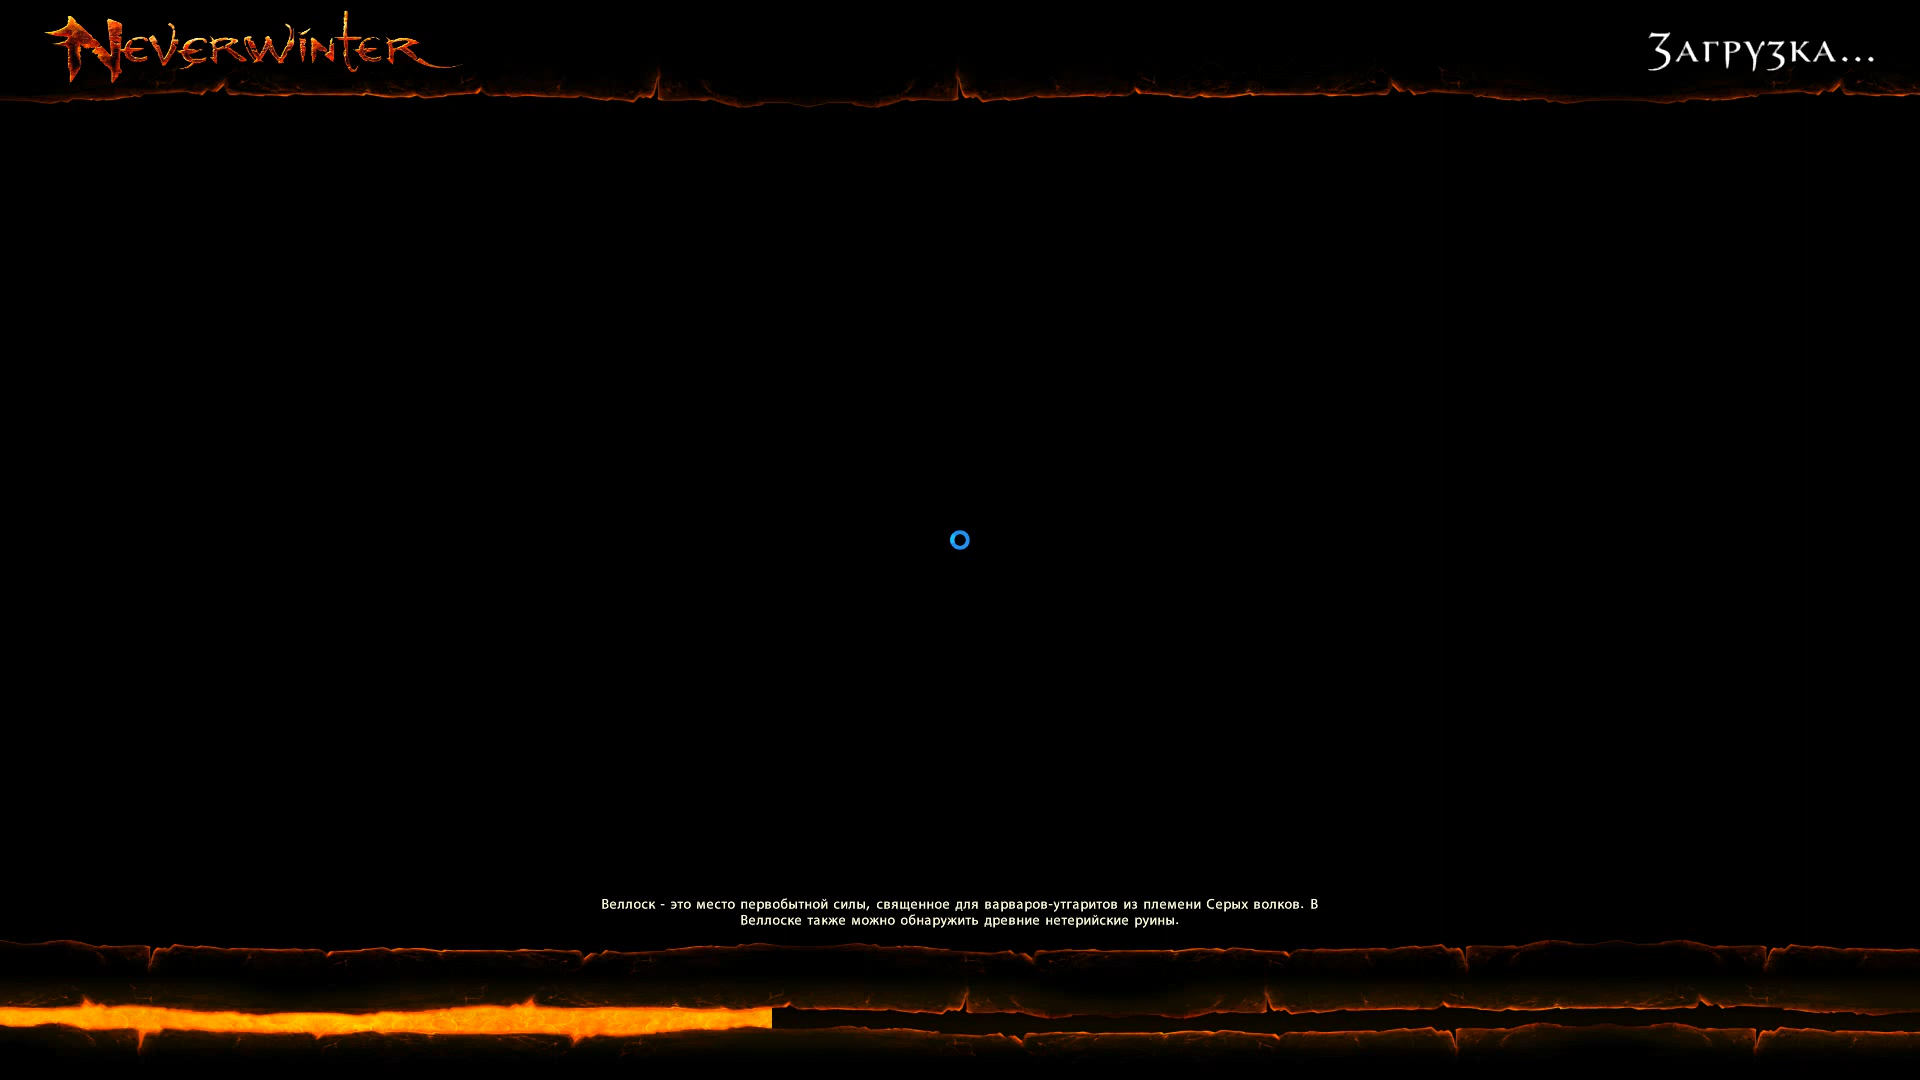 Neverwinter
Загрузка...
Веллоск - это место первобытной силы, священное для варваров-утгаритов из племени Серых волков. В
Веллоске также можно обнаружить древние нетерийские руины.